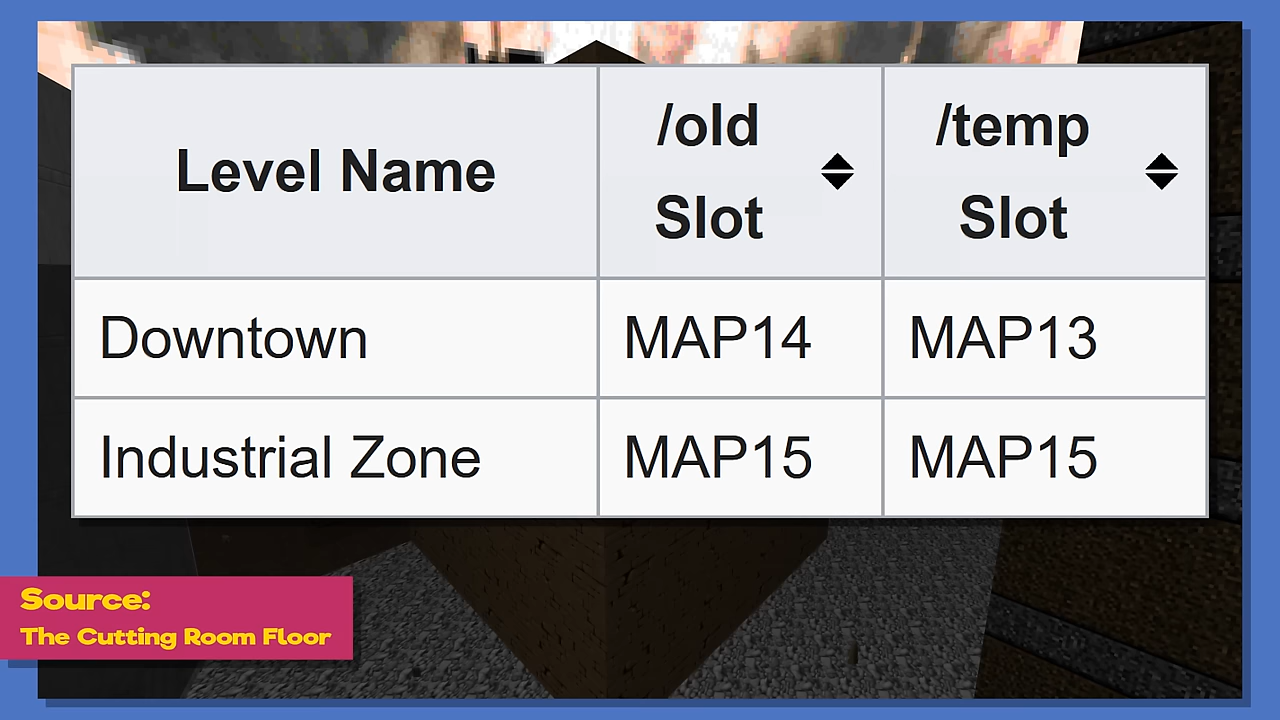 Level Name
/old
Slot
/temp
Slot
Downtown
MAP14
MAP13
Industrial Zone
MAP15
MAP15
Source:
The Cutting Room Floor